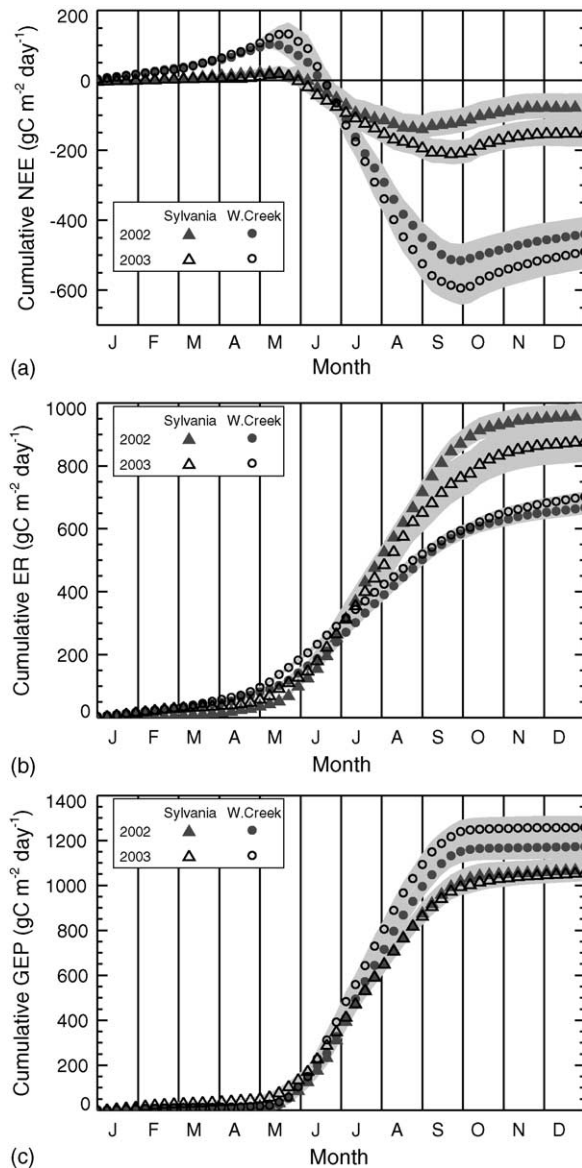 200
0
-200
-400
-600
Cumulative NEE (gC m⁻² day⁻¹)
Sylvania W.Creek
2002
2003
J F M A M J J A S O N D
Month
(a)
1000
800
600
400
200
0
Cumulative ER (gC m⁻² day⁻¹)
Sylvania W.Creek
2002
2003
J F M A M J J A S O N D
Month
(b)
1400
1200
1000
800
600
400
200
0
Cumulative GEP (gC m⁻² day⁻¹)
Sylvania W.Creek
2002
2003
J F M A M J J A S O N D
Month
(c)